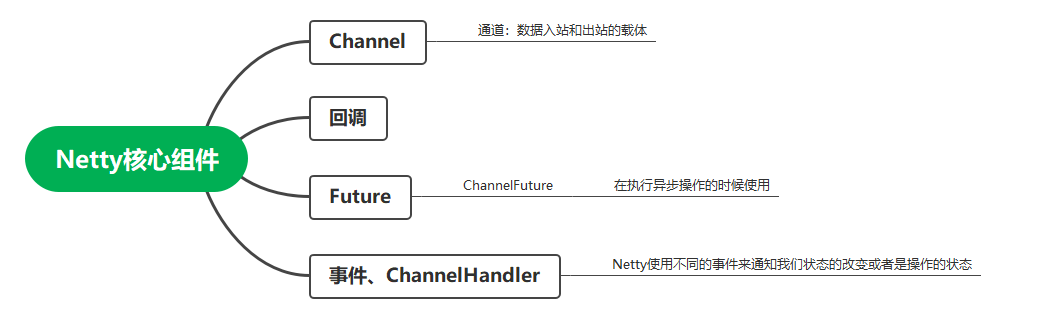 Netty核心组件
Channel
通道：数据入站和出站的载体
回调
Future
ChannelFuture
在执行异步操作的时候使用
事件、ChannelHandler
Netty使用不同的事件来通知我们状态的改变或者是操作的状态